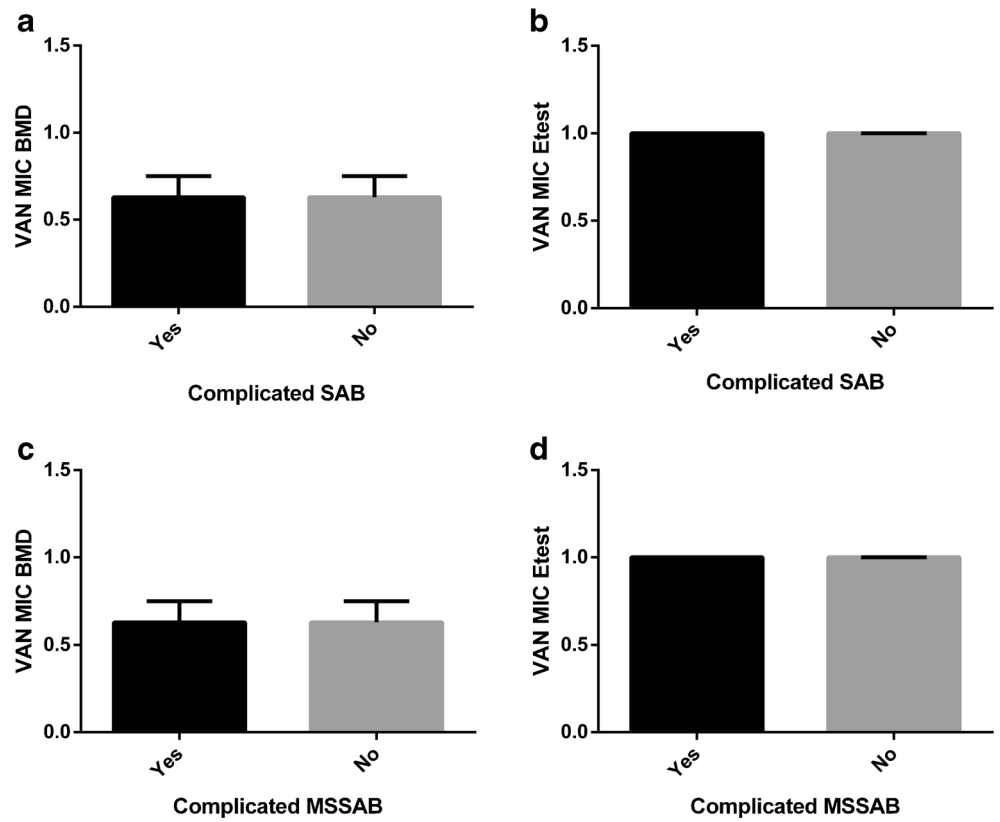 a
VAN MIC BMD
1.5
1.0
0.5
0.0
Yes
No
Complicated SAB
b
VAN MIC Etest
1.5
1.0
0.5
0.0
Yes
No
Complicated SAB
c
VAN MIC BMD
1.5
1.0
0.5
0.0
Yes
No
Complicated MSSAB
d
VAN MIC Etest
1.5
1.0
0.5
0.0
Yes
No
Complicated MSSAB